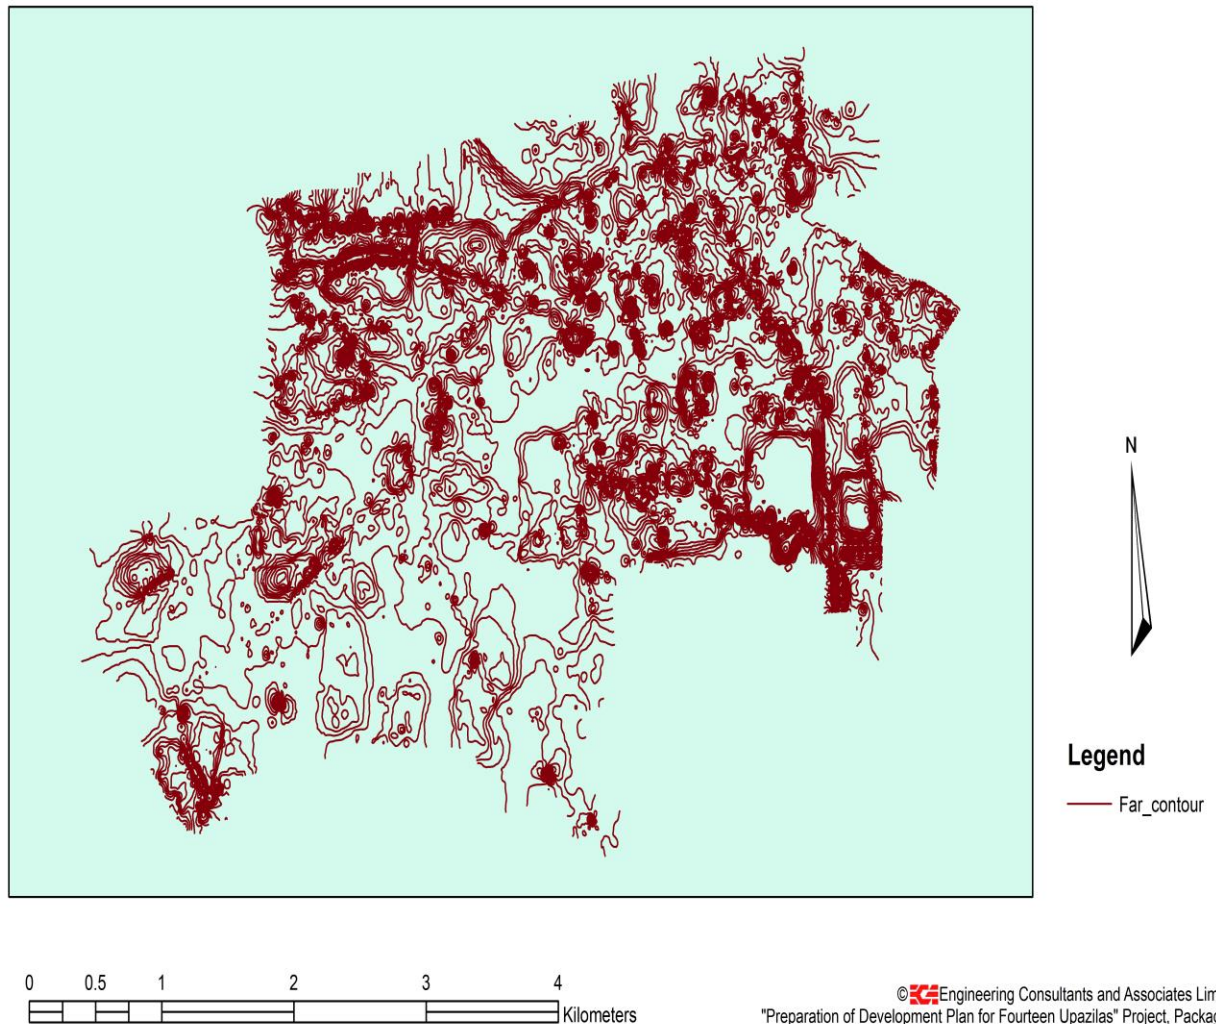 N
Legend
Far_contour
0 0.5 1 2 3 4
Kilometers
© Engineering Consultants and Associates Lim
"Preparation of Development Plan for Fourteen Upazilas" Project, Packag